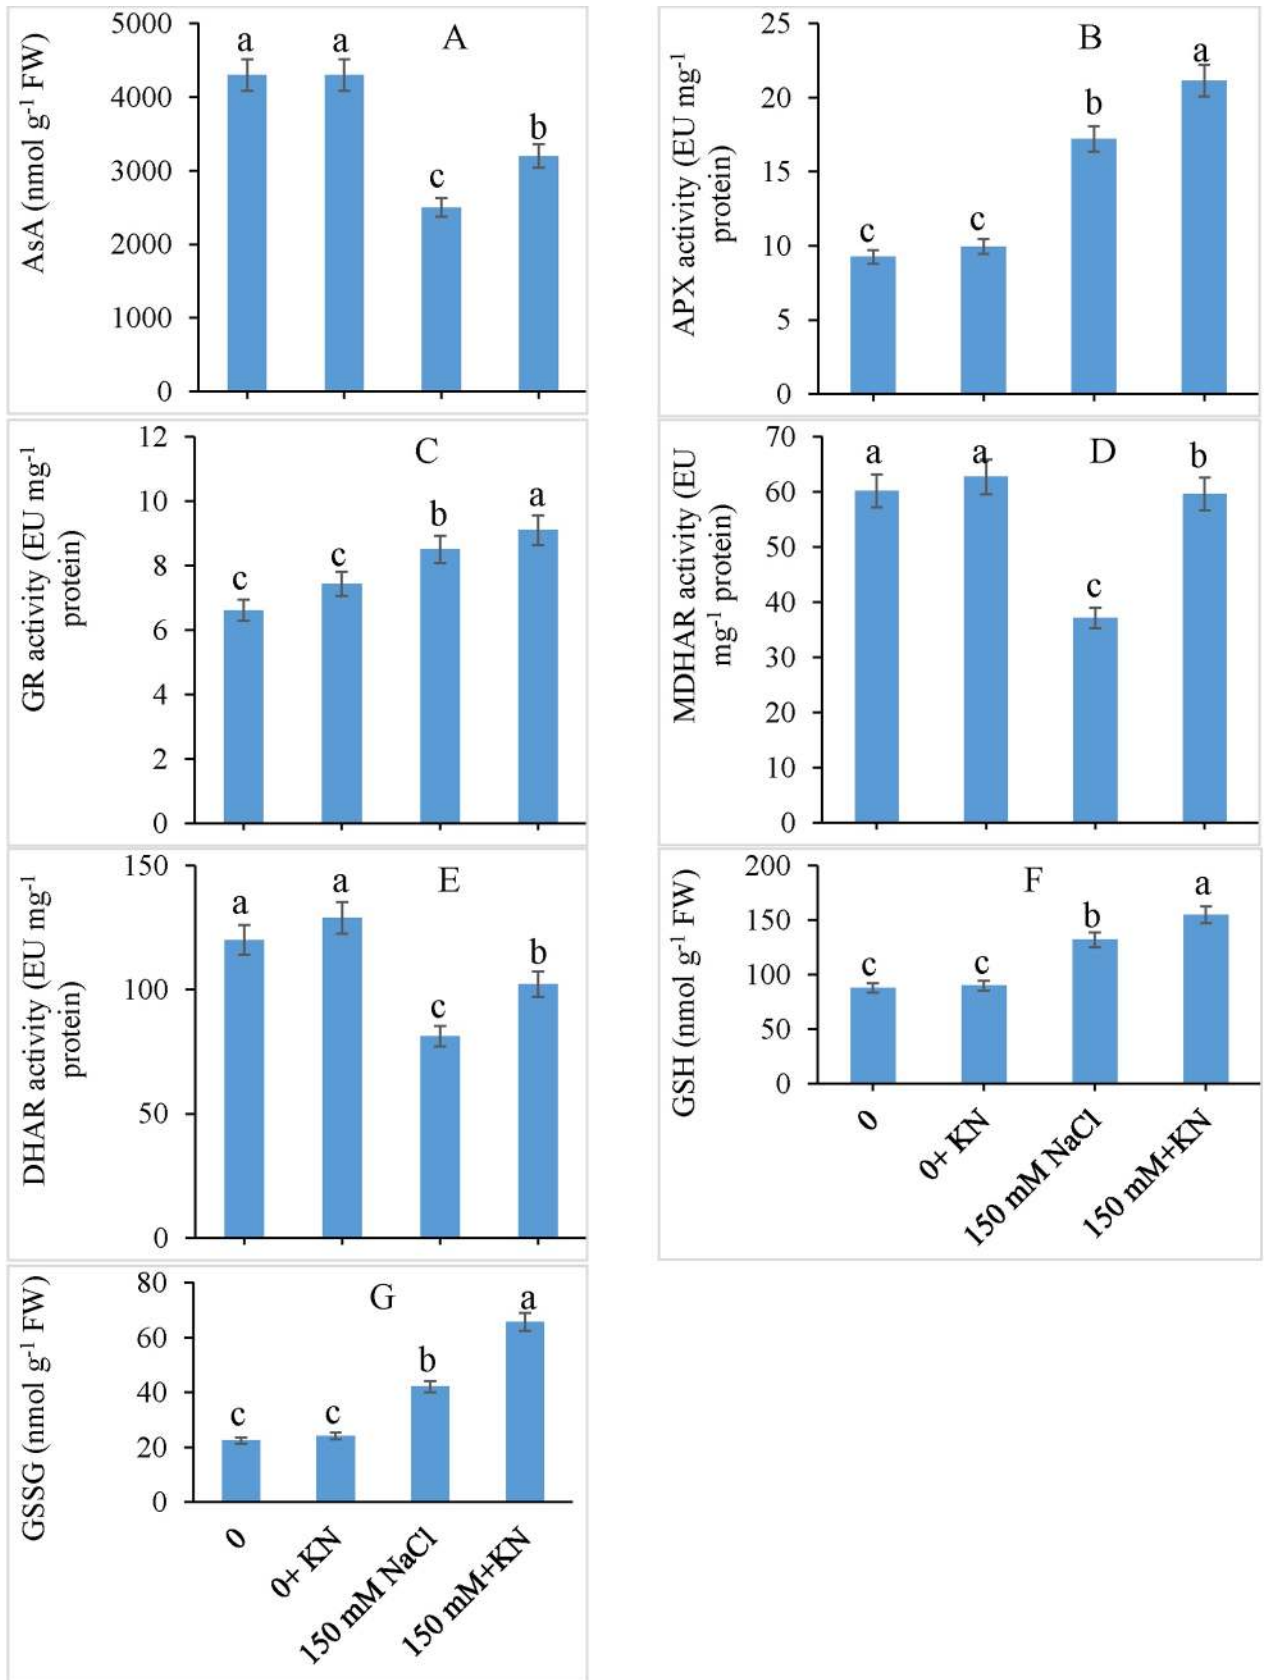 A
AsA (nmol g⁻¹ FW)
5000
4000
3000
2000
1000
0
a
a
c
b
B
APX activity (EU mg⁻¹
protein)
25
20
15
10
5
0
c
c
b
a
C
GR activity (EU mg⁻¹
protein)
12
10
8
6
4
2
0
c
c
b
a
D
MDHAR activity (EU
mg⁻¹ protein)
70
60
50
40
30
20
10
0
a
a
c
b
E
DHAR activity (EU mg⁻¹
protein)
150
100
50
0
a
a
c
b
F
GSH (nmol g⁻¹ FW)
200
150
100
50
0
c
c
b
a
0
0+ KN
150 mM NaCl
150 mM+KN
G
GSSG (nmol g⁻¹ FW)
80
60
40
20
0
c
c
b
a
0
0+ KN
150 mM NaCl
150 mM+KN